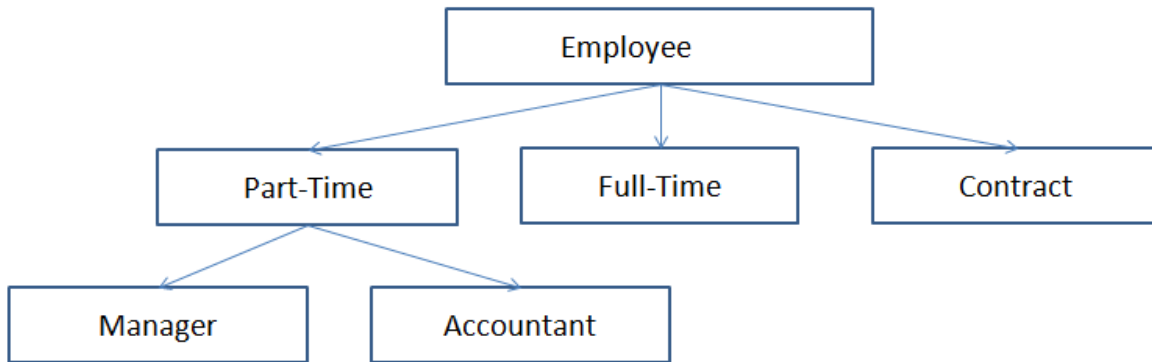 Employee
Part-Time
Full-Time
Contract
Manager
Accountant